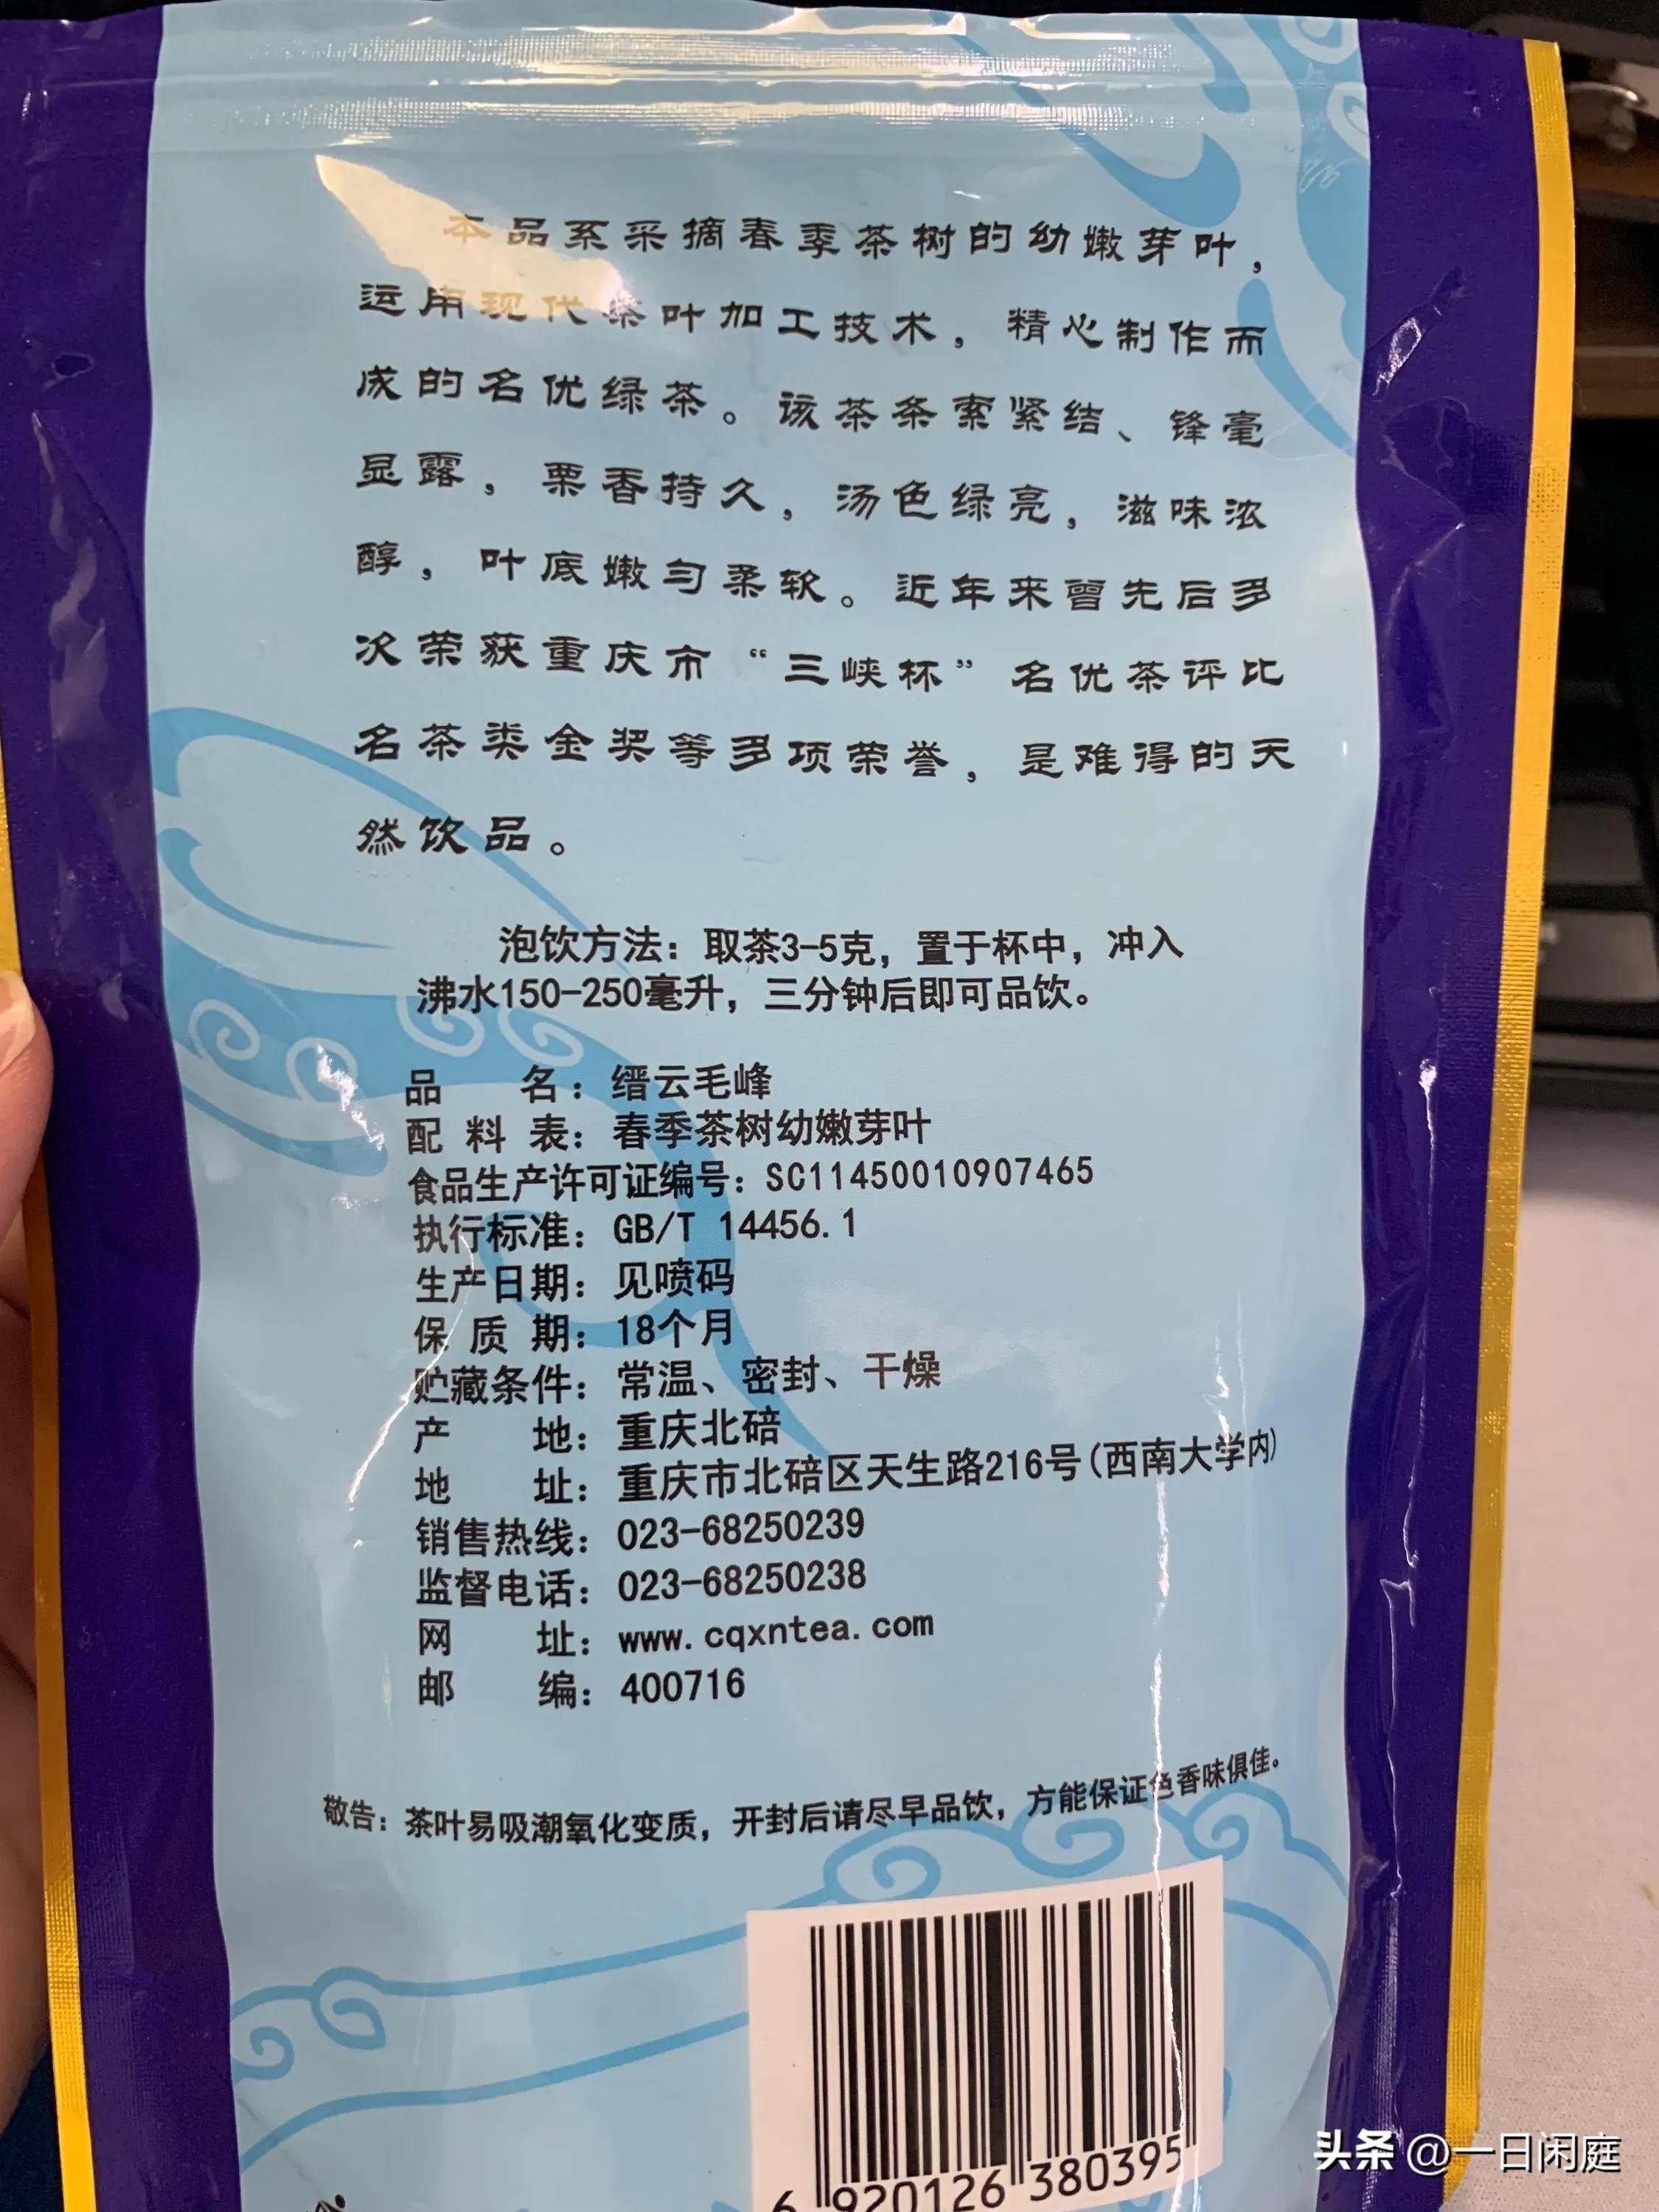 本品系采摘春季茶树的幼嫩芽叶，
运用现代茶叶加工技术，精心制作而
成的名优绿茶。该茶条索紧结、锋毫
显露，栗香持久，汤色绿亮，滋味浓
醇，叶底嫩匀柔软。近年来曾先后多
次荣获重庆市“三峡杯”名优茶评比
名茶类金奖等多项荣誉，是难得的天
然饮品。
泡饮方法：取茶3-5克，置于杯中，冲入
沸水150-250毫升，三分钟后即可品饮。
品名：缙云毛峰
配料表：春季茶树幼嫩芽叶
食品生产许可证编号：SC11450010907465
执行标准：GB/T 14456.1
生产日期：见喷码
保质期：18个月
贮藏条件：常温、密封、干燥
产地：重庆北碚
地址：重庆市北碚区天生路216号(西南大学内)
销售热线：023-68250239
监督电话：023-68250238
网址：www.cqxntea.com
邮编：400716
敬告：茶叶易吸潮氧化变质，开封后请尽早品饮，方能保证色香味俱佳。
6 920126 380395
头条 @一日闲庭